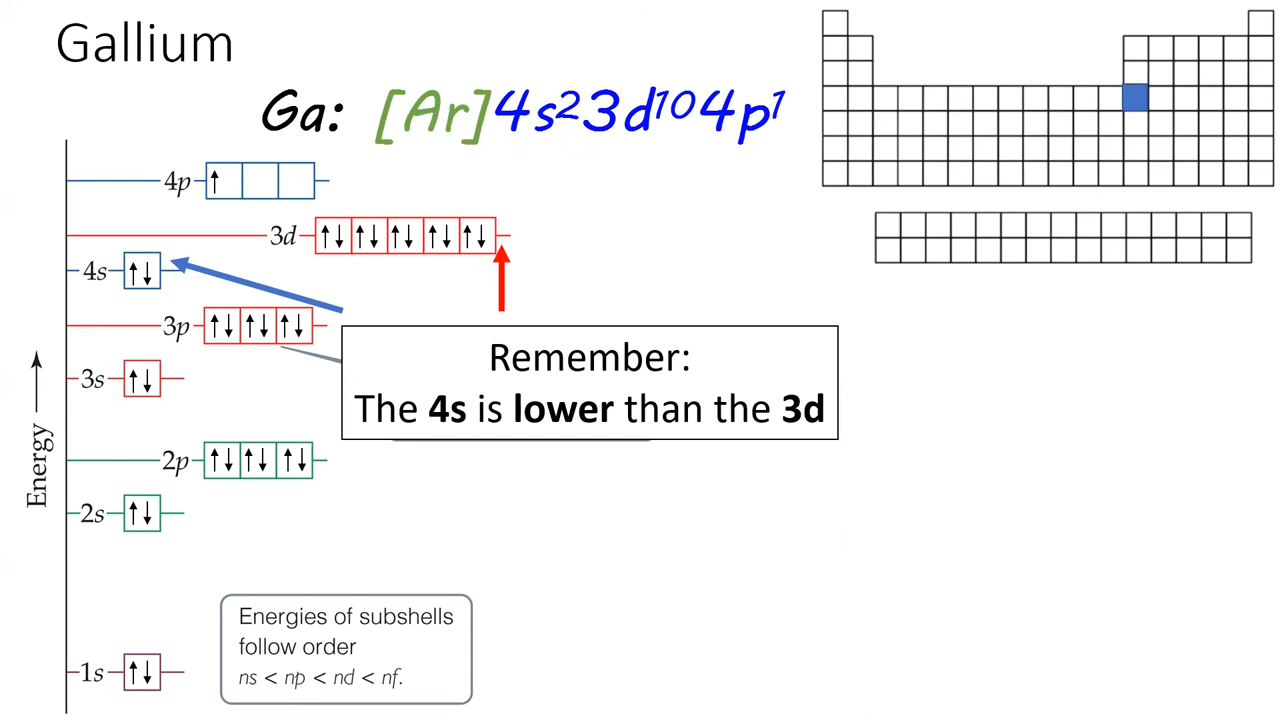 Gallium
Ga: [Ar]4s²3d¹⁰4p¹
4p
3d
4s
3p
3s
2p
2s
1s
Energy
Remember:
The 4s is lower than the 3d
Energies of subshells
follow order
ns < np < nd < nf.